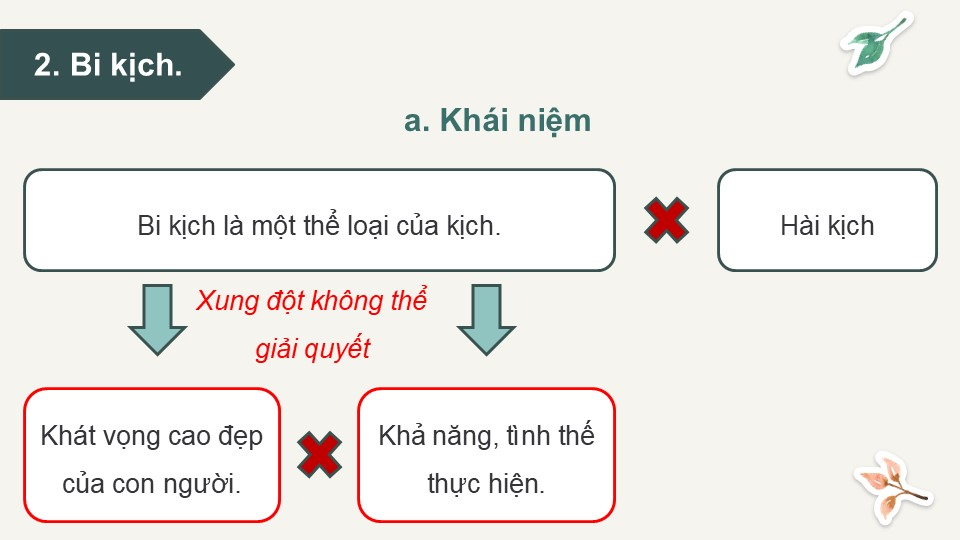 2. Bi kịch.
a. Khái niệm
Bi kịch là một thể loại của kịch.
Hài kịch
Xung đột không thể
giải quyết
Khát vọng cao đẹp
của con người.
Khả năng, tình thế
thực hiện.